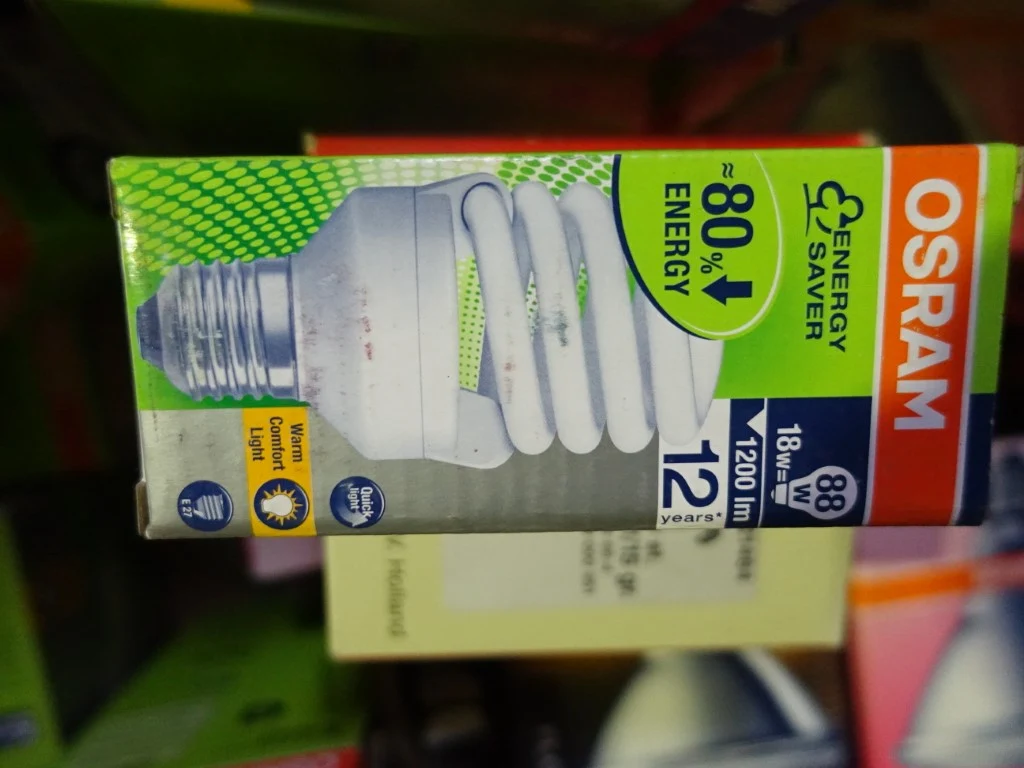 OSRAM
ENERGY
SAVER
≈80%
ENERGY
88
W
18W=
1200 lm
12
years*
Quick
light
Warm
Comfort
Light
E 27
Holland